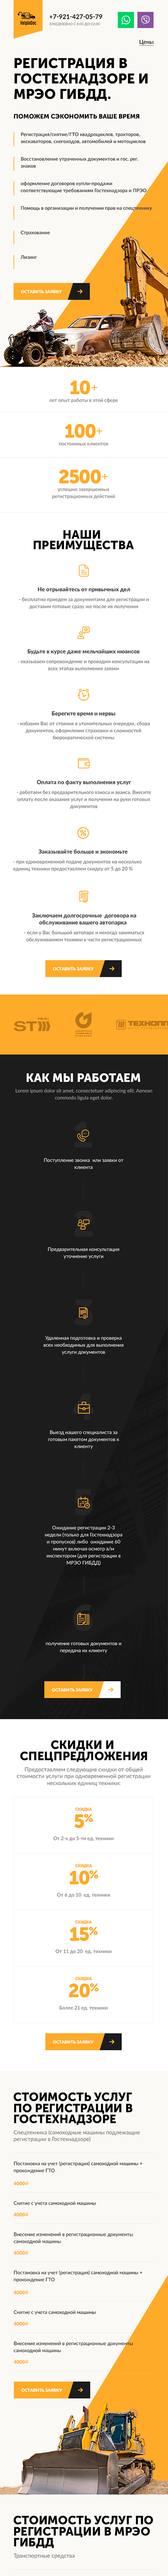 +7-921-427-05-79
Цены
РЕГИСТРАЦИЯ В
ГОСТЕХНАДЗОРЕ И
МРЭО ГИБДД.
ПОМОЖЕМ СЭКОНОМИТЬ ВАШЕ ВРЕМЯ
Регистрация/снятие/ГТО квадроциклов, тракторов,
экскаваторов, снегоходов, автомобилей и мотоциклов
Восстановление утраченных документов и гос. рег.
знаков
оформление договоров купли-продажи
соответствующие требованиям Гостехнадзора и ПРЭО.
Помощь в организации и получении прав на спецтехнику
Страхование
Лизинг
ОСТАВИТЬ ЗАЯВКУ
10+
лет опыт работы в этой сфере
100+
постоянных клиентов
2500+
успешно завершенных
регистрационных действий
НАШИ
ПРЕИМУЩЕСТВА
Не отрывайтесь от привычных дел
- бесплатно приедем за документами для регистрации и
доставим готовые сразу же после их получения
Будьте в курсе даже мельчайших нюансов
- оказываем сопровождение и проводим консультации на
всех этапах выполнения заявки
Берегите время и нервы
- избавим Вас от стояния в утомительных очередях, сбора
документов, оформления страховки и сложностей
бюрократической системы
Оплата по факту выполнения услуг
- работаем без предварительного взноса и аванса. Вносите
оплату после оказания услуг и получения на руки готовых
документов
Заказывайте больше и экономьте
- при единовременной подаче документов на несколько
единиц техники предоставляем скидку от 5 до 20 %
Заключаем долгосрочные договора на
обслуживание вашего автопарка
- если у Вас большой автопарк и некогда заниматься
обслуживанием техники в части регистрационных
ОСТАВИТЬ ЗАЯВКУ
КАК МЫ РАБОТАЕМ
Lorem ipsum dolor sit amet, consectetuer adipiscing elit. Aenean
commodo ligula eget dolor.
Поступление звонка или заявки от
клиента
Предварительная консультация
уточнение услуги
Удаленная подготовка и проверка
всех необходимых для выполнения
услуги документов
Выезд нашего специалиста за
готовым пакетом документов к
клиенту
Ожидание регистрации 2-3
недели (только для Гостехнадзора
и пропусков) либо ожидание 60
минут включая осмотр а/м
инспектором (для регистрации в
МРЭО ГИБДД)
получение готовых документов и
передача их клиенту
ОСТАВИТЬ ЗАЯВКУ
СКИДКИ И
СПЕЦПРЕДЛОЖЕНИЯ
Предоставляем следующие скидки от общей
стоимости услуги при одновременной регистрации
нескольких единиц техники:
СКИДКА
5%
От 2-х до 5-ти ед. техники
СКИДКА
10%
От 6 до 10 ед. техники
СКИДКА
15%
От 11 до 20 ед. техники
СКИДКА
20%
Более 21 ед. техники
ОСТАВИТЬ ЗАЯВКУ
СТОИМОСТЬ УСЛУГ
ПО РЕГИСТРАЦИИ В
ГОСТЕХНАДЗОРЕ
Спецтехника (самоходные машины подлежащие
регистрации в Гостехнадзоре)
Постановка на учет (регистрация) самоходной машины +
прохождение ГТО
4000₽
Снятие с учета самоходной машины
4000₽
Внесение изменений в регистрационные документы
самоходной машины
4000₽
Постановка на учет (регистрация) самоходной машины +
прохождение ГТО
4000₽
Снятие с учета самоходной машины
4000₽
Внесение изменений в регистрационные документы
самоходной машины
4000₽
ОСТАВИТЬ ЗАЯВКУ
СТОИМОСТЬ УСЛУГ ПО
РЕГИСТРАЦИИ В МРЭО
ГИБДД
Транспортные средства